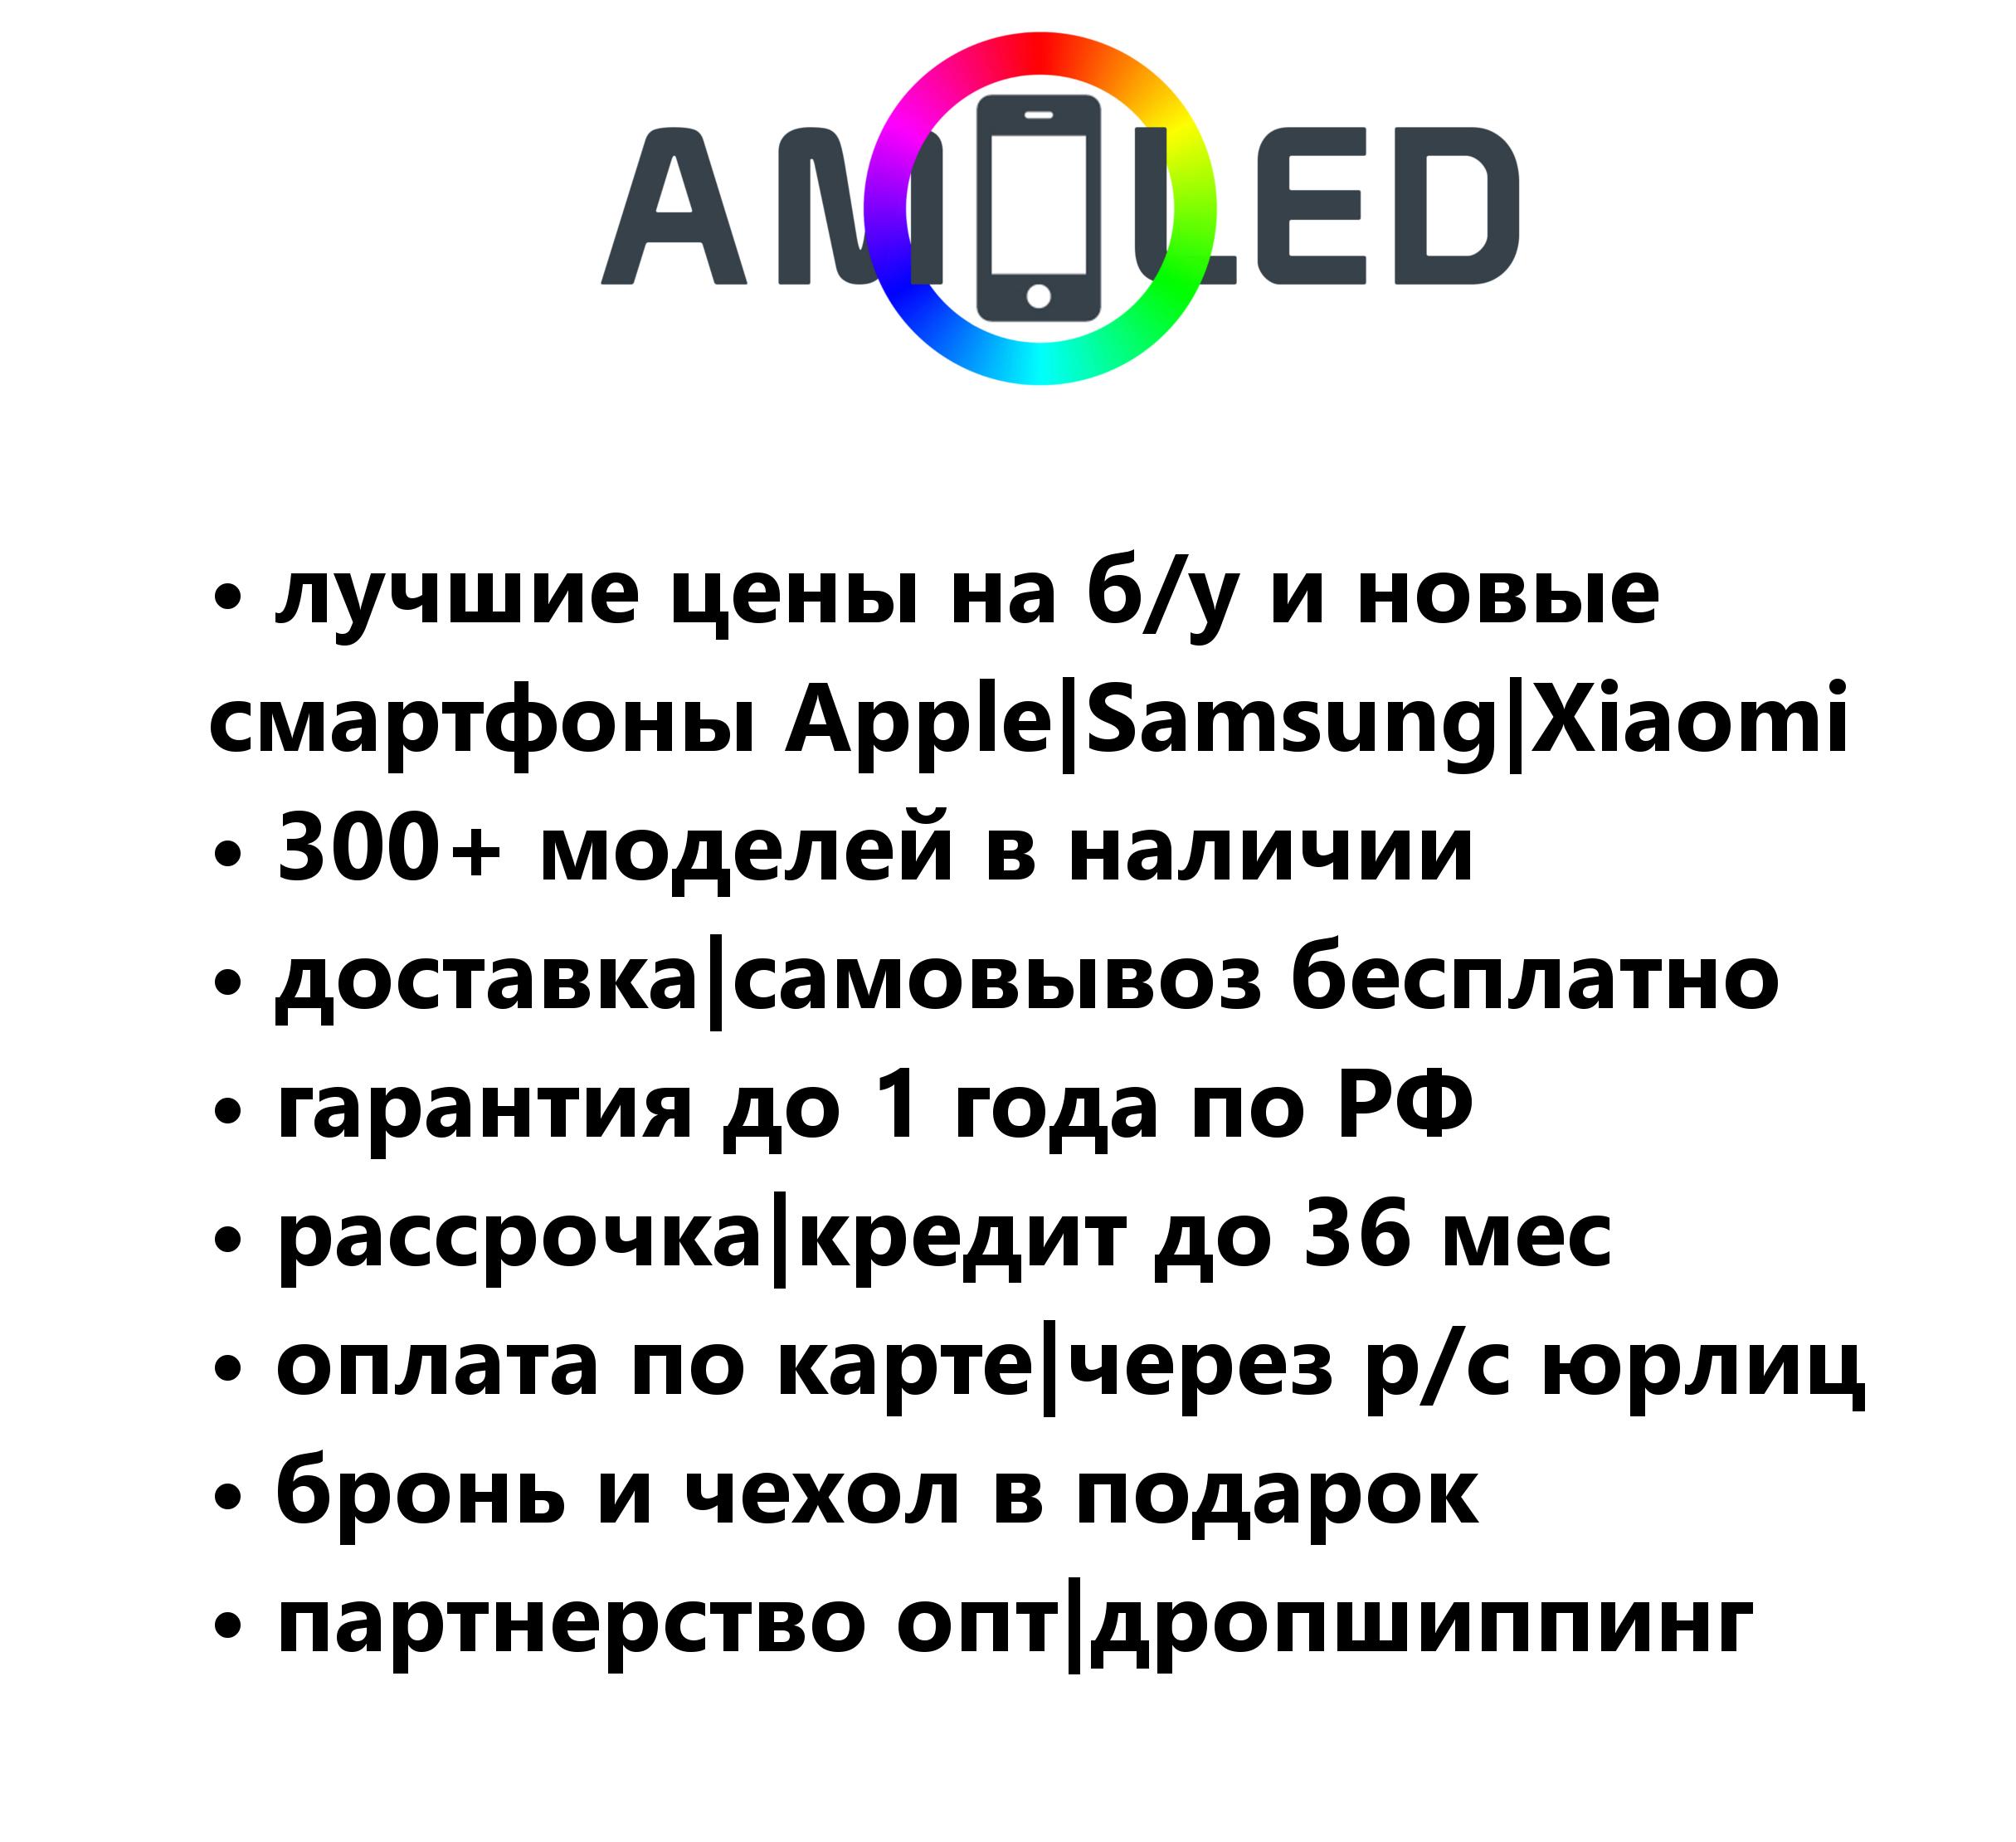 AMOLED
• лучшие цены на б/у и новые
смартфоны Apple|Samsung|Xiaomi
• 300+ моделей в наличии
• доставка|самовывоз бесплатно
• гарантия до 1 года по РФ
• рассрочка|кредит до 36 мес
• оплата по карте|через р/с юрлиц
• бронь и чехол в подарок
• партнерство опт|дропшиппинг